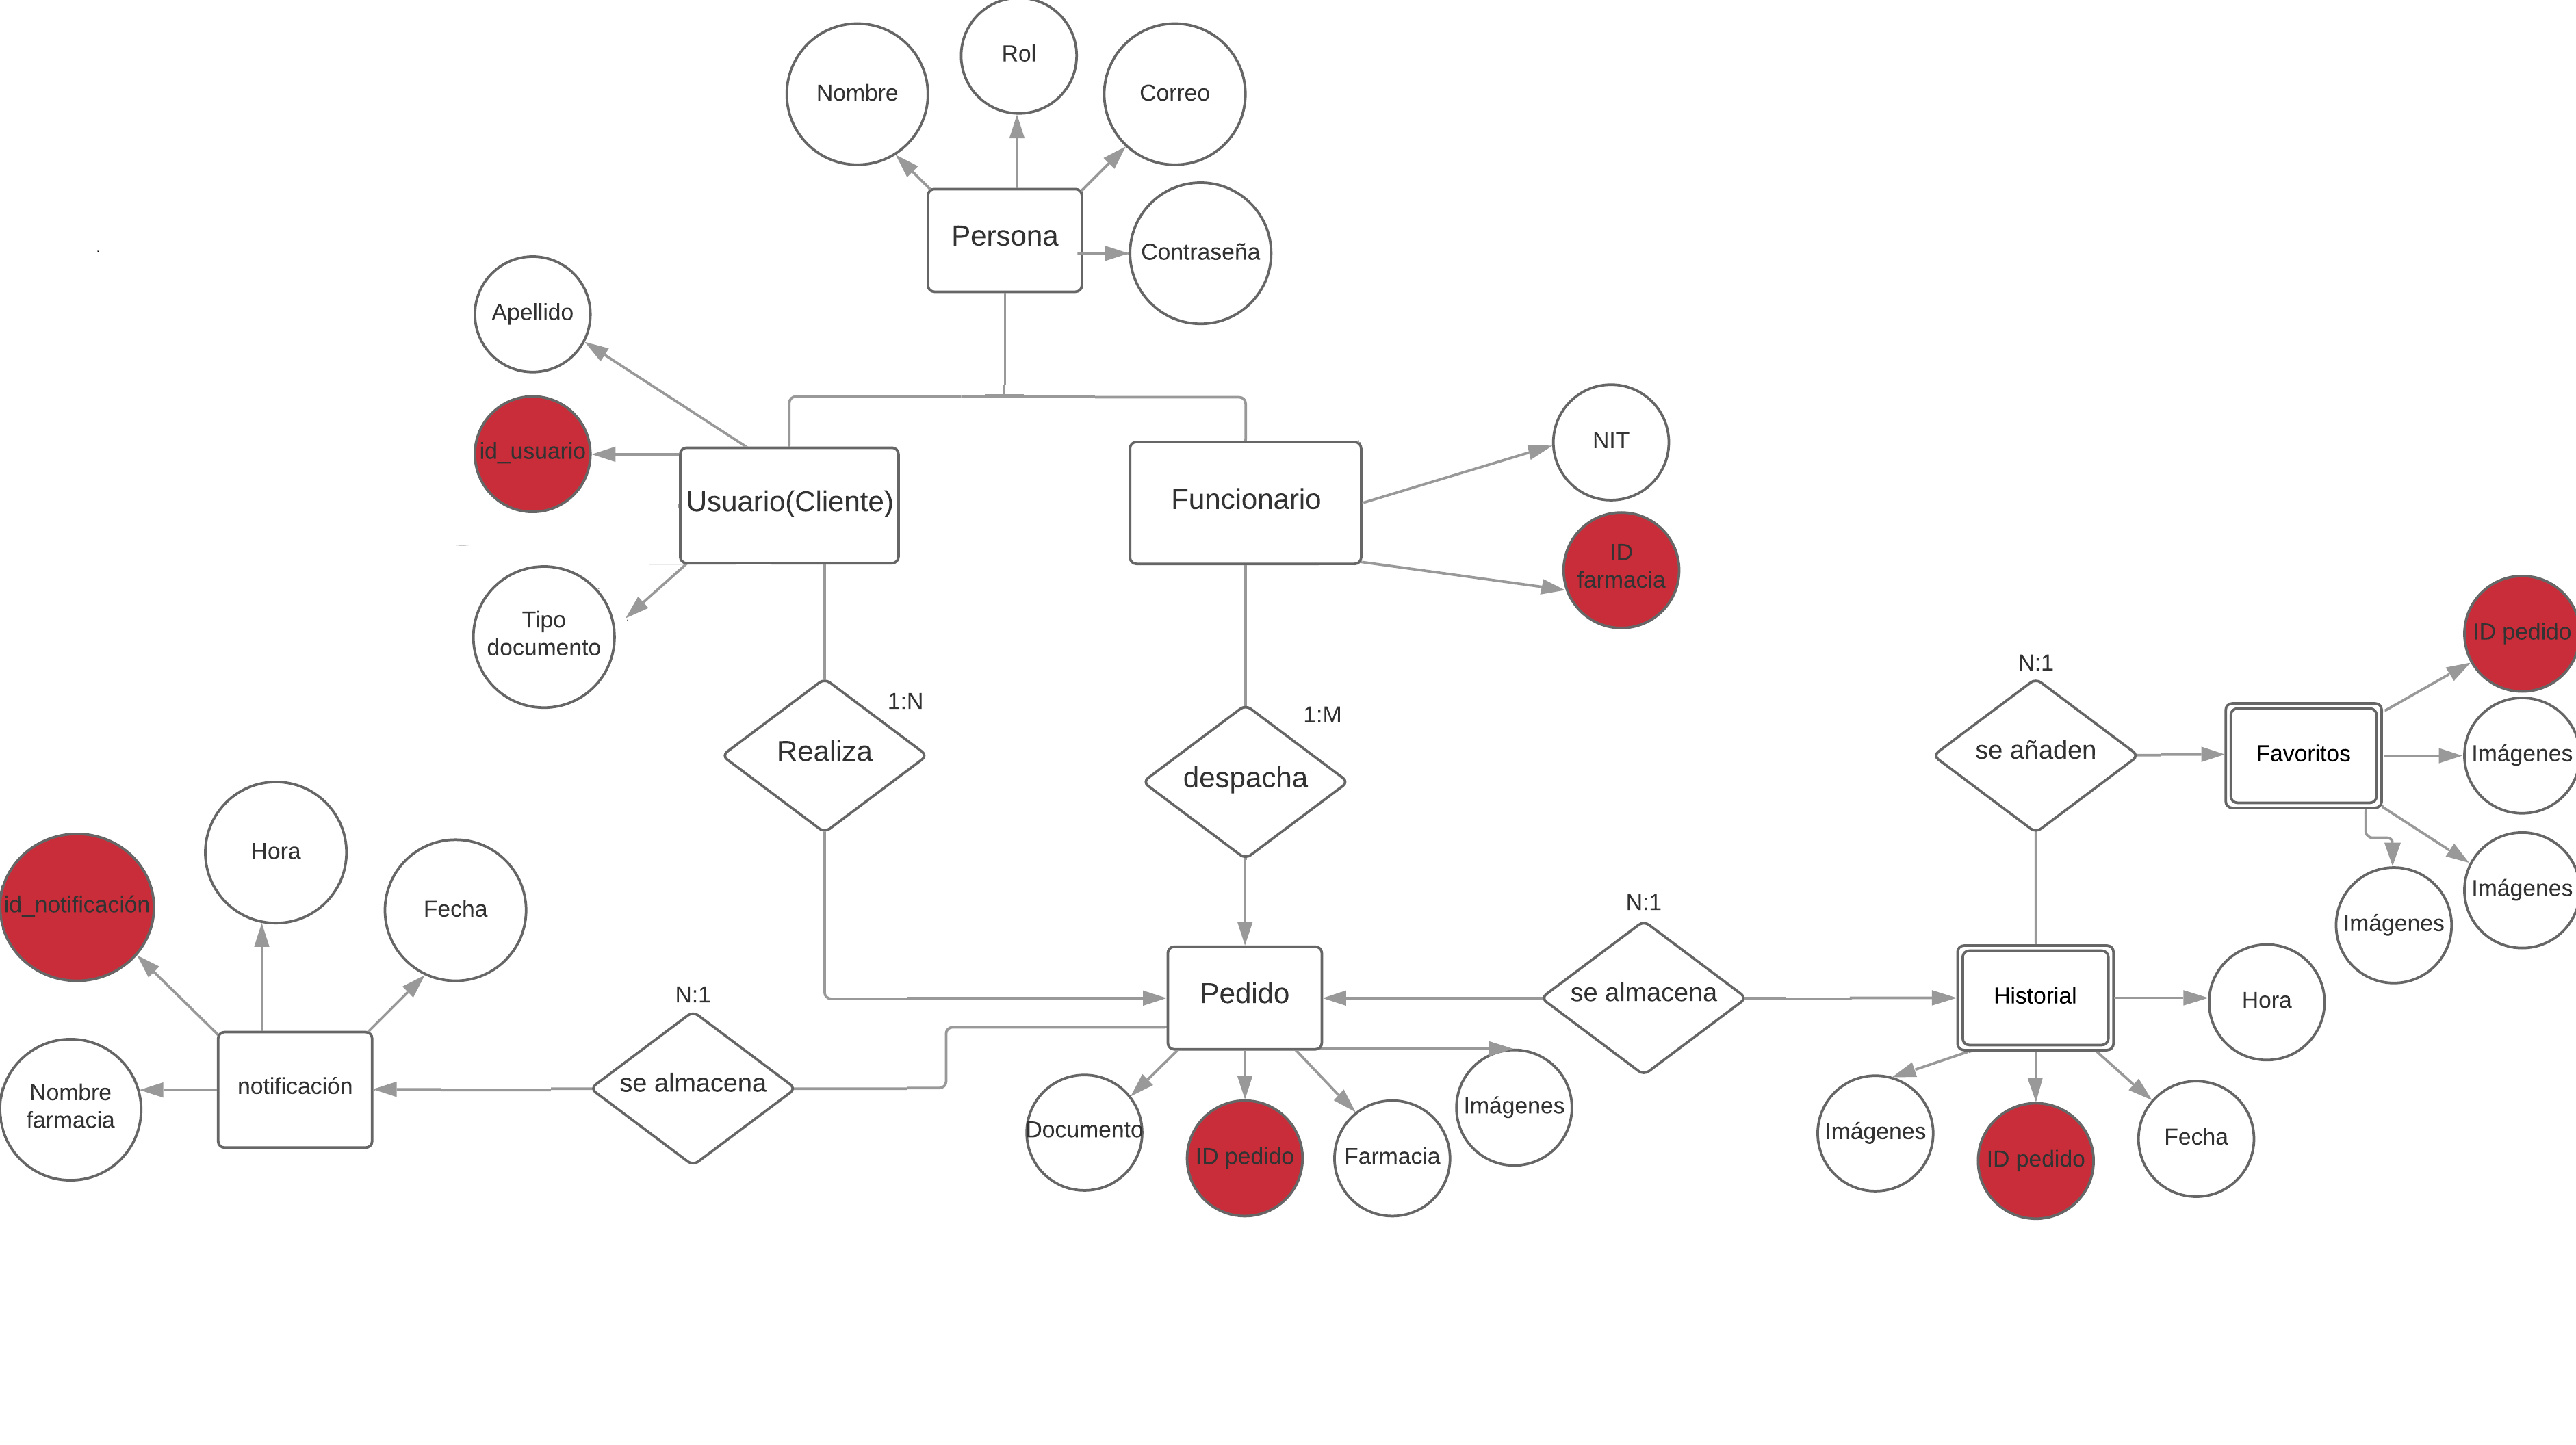 Rol
Nombre
Correo
Persona
Contraseña
Apellido
id_usuario
Usuario(Cliente)
Tipo
documento
Funcionario
NIT
ID
farmacia
Realiza
1:N
despacha
1:M
N:1
se añaden
Favoritos
ID pedido
Imágenes
Imágenes
Imágenes
id_notificación
Hora
Fecha
Nombre
farmacia
notificación
N:1
se almacena
Pedido
Documento
ID pedido
Farmacia
Imágenes
N:1
se almacena
Historial
Hora
Imágenes
ID pedido
Fecha